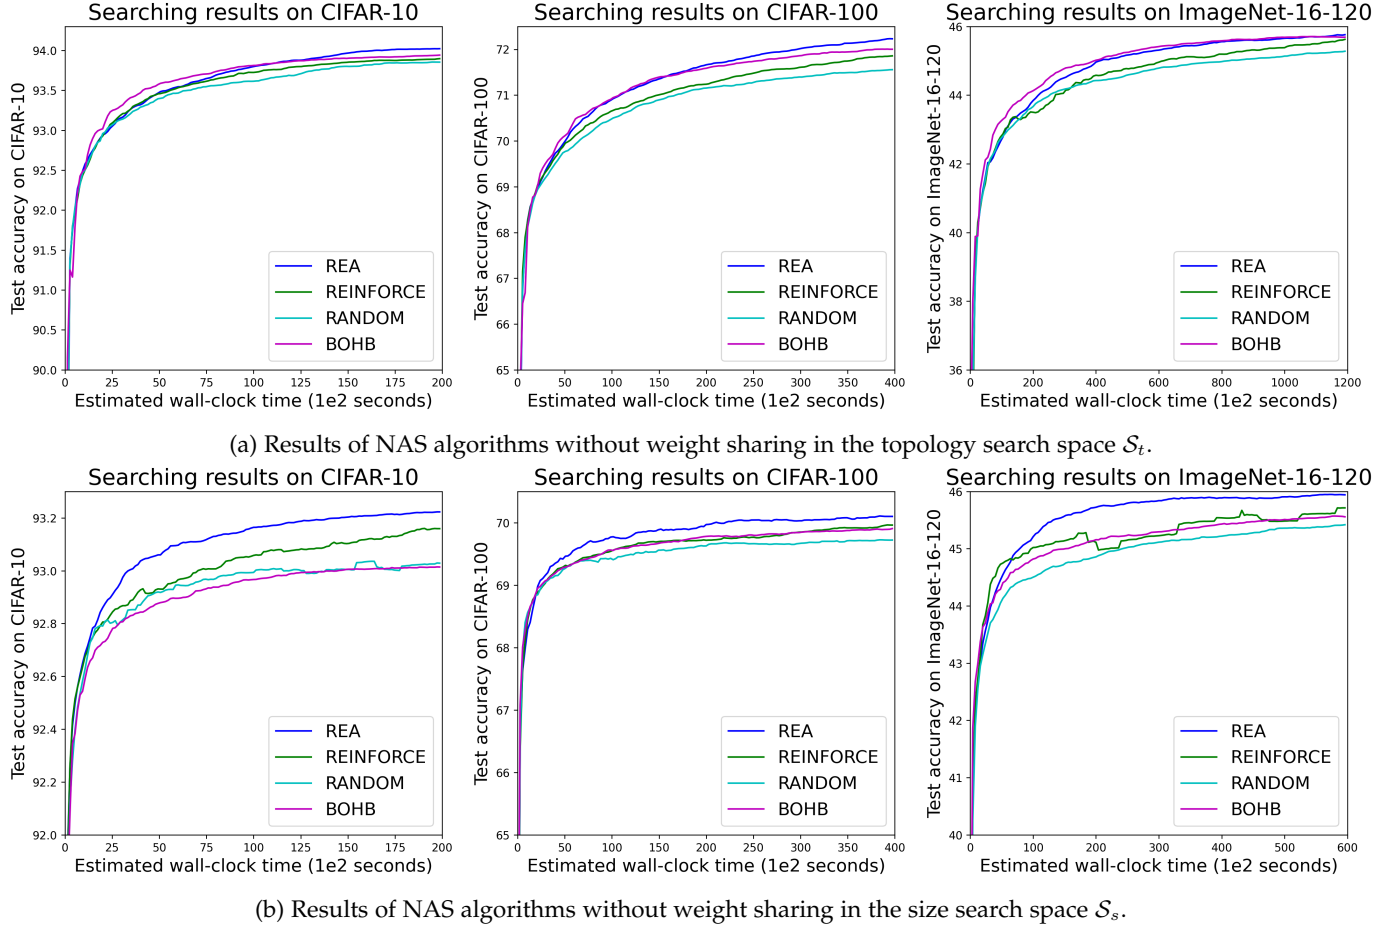 Searching results on CIFAR-10
Test accuracy on CIFAR-10
94.0
93.5
93.0
92.5
92.0
91.5
91.0
90.5
90.0
0 25 50 75 100 125 150 175 200
Estimated wall-clock time (1e2 seconds)
REA
REINFORCE
RANDOM
BOHB
Searching results on CIFAR-100
Test accuracy on CIFAR-100
72
71
70
69
68
67
66
65
0 50 100 150 200 250 300 350 400
Estimated wall-clock time (1e2 seconds)
REA
REINFORCE
RANDOM
BOHB
Searching results on ImageNet-16-120
Test accuracy on ImageNet-16-120
46
44
42
40
38
36
0 200 400 600 800 1000 1200
Estimated wall-clock time (1e2 seconds)
REA
REINFORCE
RANDOM
BOHB
(a) Results of NAS algorithms without weight sharing in the topology search space 𝒮ₜ.
Searching results on CIFAR-10
Test accuracy on CIFAR-10
93.2
93.0
92.8
92.6
92.4
92.2
92.0
0 25 50 75 100 125 150 175 200
Estimated wall-clock time (1e2 seconds)
REA
REINFORCE
RANDOM
BOHB
Searching results on CIFAR-100
Test accuracy on CIFAR-100
70
69
68
67
66
65
0 50 100 150 200 250 300 350 400
Estimated wall-clock time (1e2 seconds)
REA
REINFORCE
RANDOM
BOHB
Searching results on ImageNet-16-120
Test accuracy on ImageNet-16-120
46
45
44
43
42
41
40
0 100 200 300 400 500 600
Estimated wall-clock time (1e2 seconds)
REA
REINFORCE
RANDOM
BOHB
(b) Results of NAS algorithms without weight sharing in the size search space 𝒮ₛ.